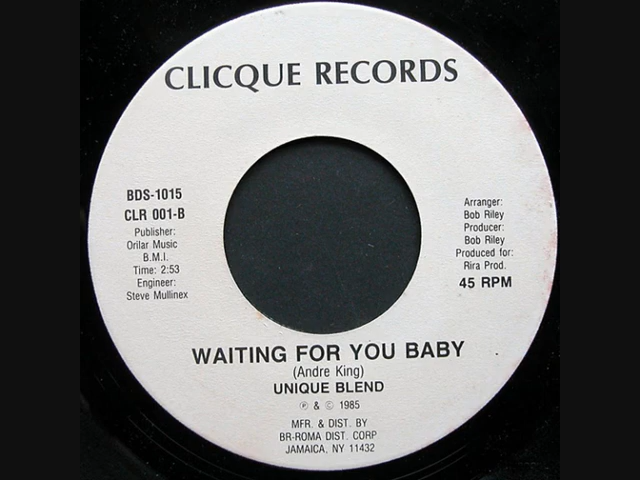 CLICQUE RECORDS
BDS-1015
CLR 001-B
Publisher:
Orilar Music
B.M.I.
Time: 2:53
Engineer:
Steve Mullinex
Arranger:
Bob Riley
Producer:
Bob Riley
Produced for:
Rira Prod.
45 RPM
WAITING FOR YOU BABY
(Andre King)
UNIQUE BLEND
℗ & © 1985
MFR. & DIST. BY
BR-ROMA DIST. CORP
JAMAICA, NY 11432